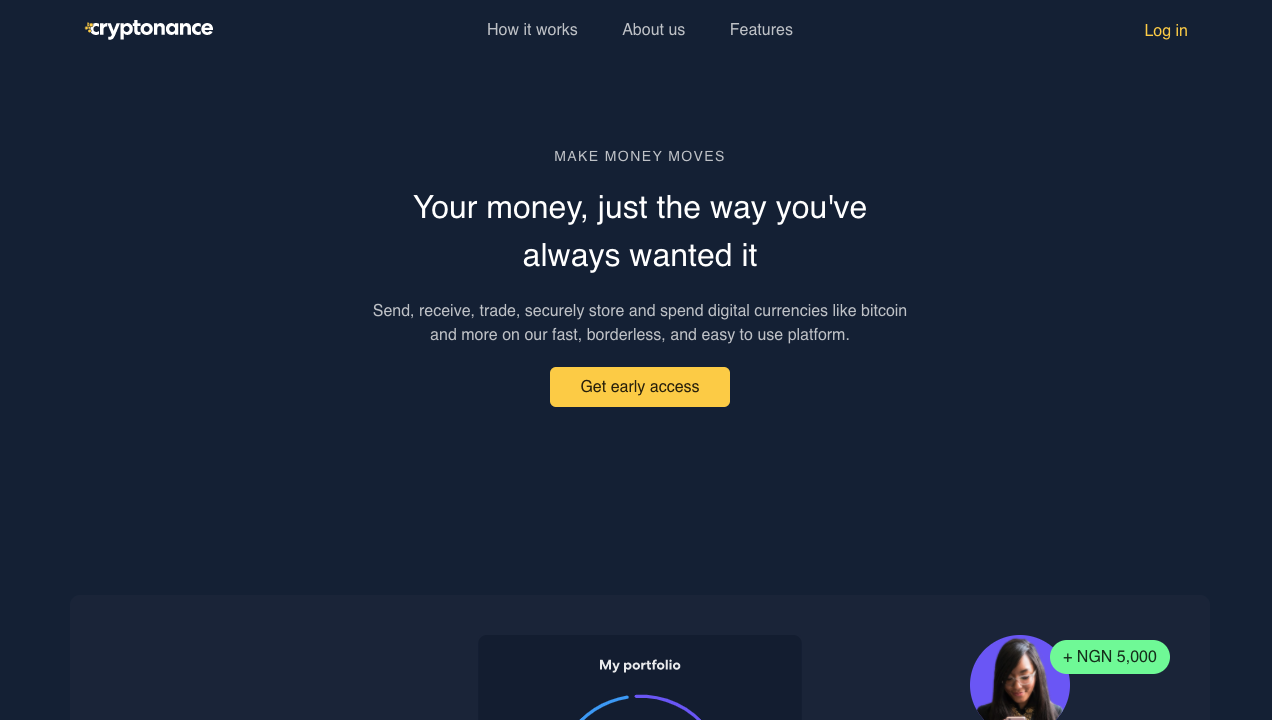 cryptonance
How it works
About us
Features
Log in
MAKE MONEY MOVES
Your money, just the way you've
always wanted it
Send, receive, trade, securely store and spend digital currencies like bitcoin
and more on our fast, borderless, and easy to use platform.
Get early access
My portfolio
+ NGN 5,000